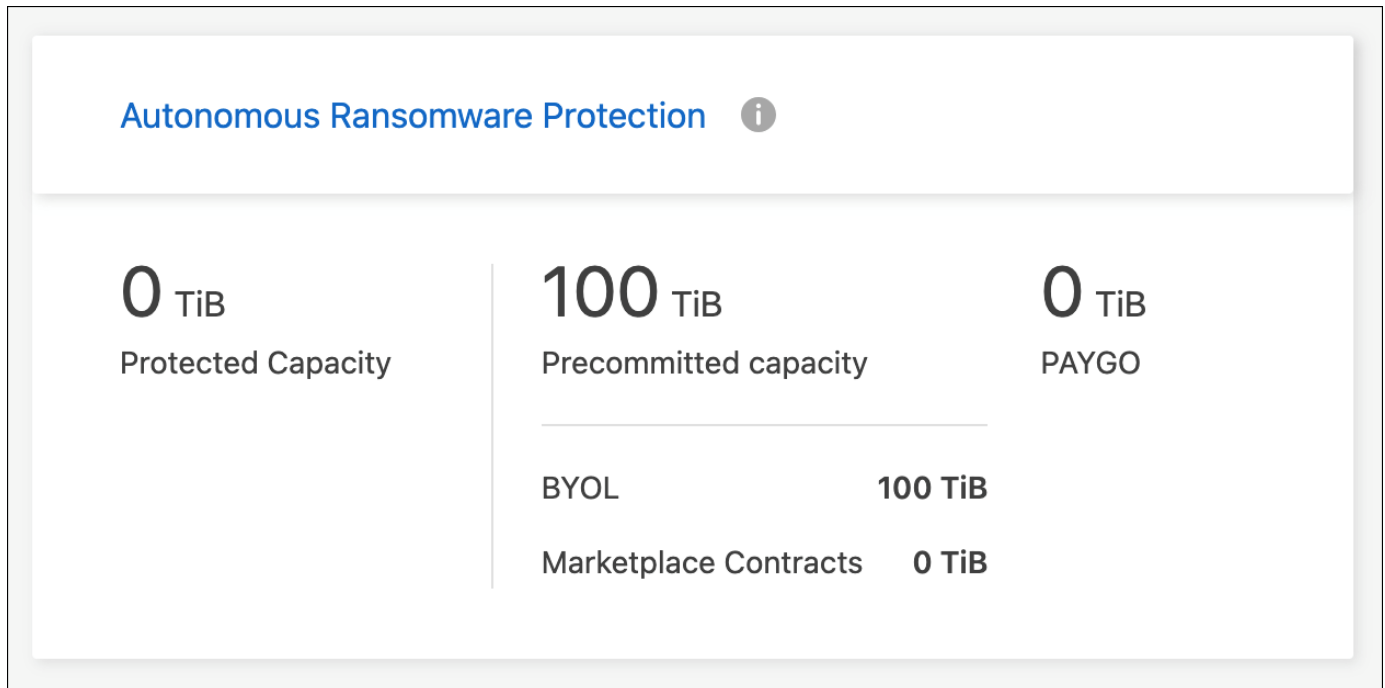 Autonomous Ransomware Protection
0 TiB
Protected Capacity
100 TiB
Precommitted capacity
BYOL 100 TiB
Marketplace Contracts 0 TiB
0 TiB
PAYGO